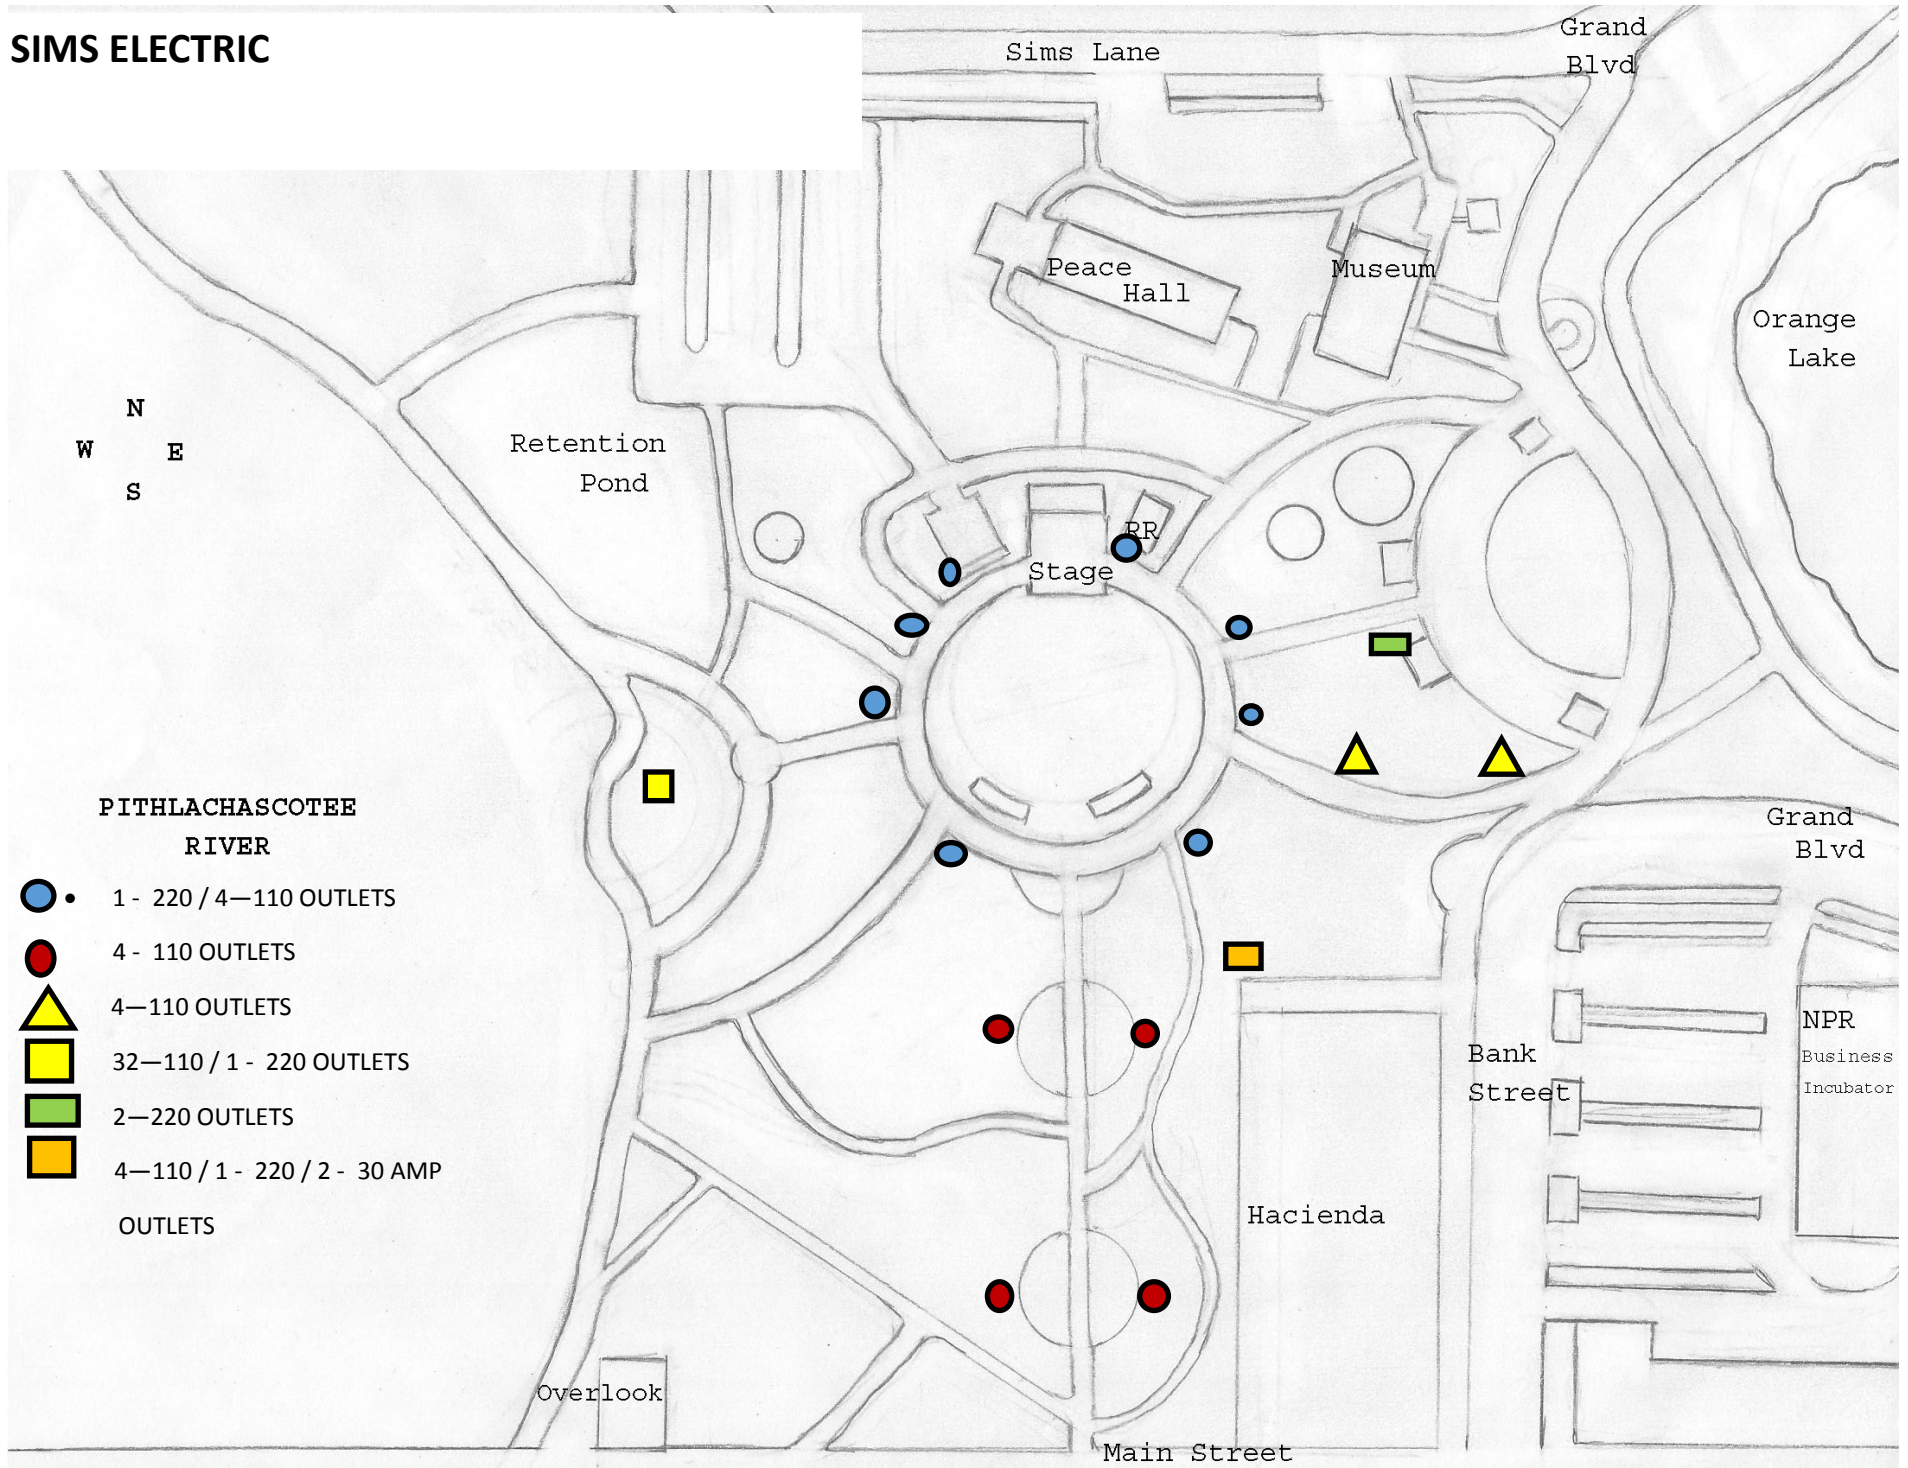 SIMS ELECTRIC
Grand
Blvd
Sims Lane
Peace
Hall
Museum
Orange
Lake
N
W E
S
Retention
Pond
RR
Stage
PITHLACHASCOTEE
RIVER
Grand
Blvd
• 1 - 220 / 4—110 OUTLETS
4 - 110 OUTLETS
4—110 OUTLETS
32—110 / 1 - 220 OUTLETS
2—220 OUTLETS
4—110 / 1 - 220 / 2 - 30 AMP
OUTLETS
NPR
Business
Incubator
Bank
Street
Hacienda
Overlook
Main Street